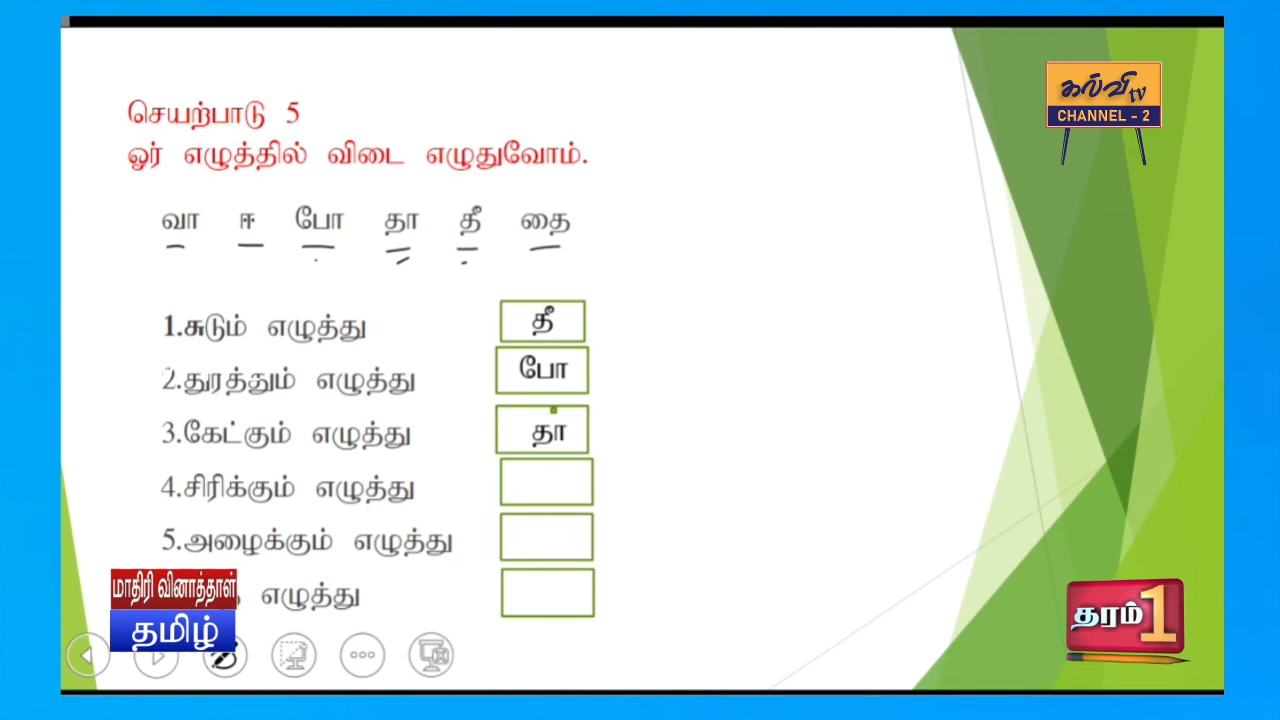 செயற்பாடு 5
ஓர் எழுத்தில் விடை எழுதுவோம்.
வா ஈ போ தா தீ தை
1.சுடும் எழுத்து தீ
2.துரத்தும் எழுத்து போ
3.கேட்கும் எழுத்து தா
4.சிரிக்கும் எழுத்து
5.அழைக்கும் எழுத்து
எழுத்து
கல்வி tv
CHANNEL - 2
மாதிரி வினாத்தாள்
தமிழ்
தரம் 1